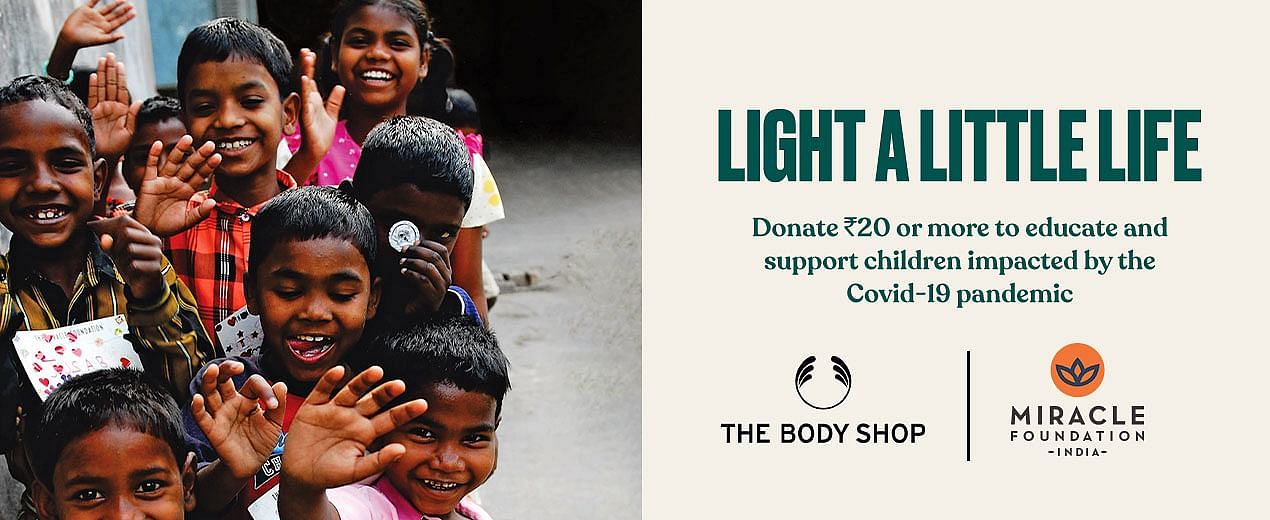 LIGHT A LITTLE LIFE
Donate ₹20 or more to educate and
support children impacted by the
Covid-19 pandemic
THE BODY SHOP
MIRACLE
FOUNDATION
-INDIA-